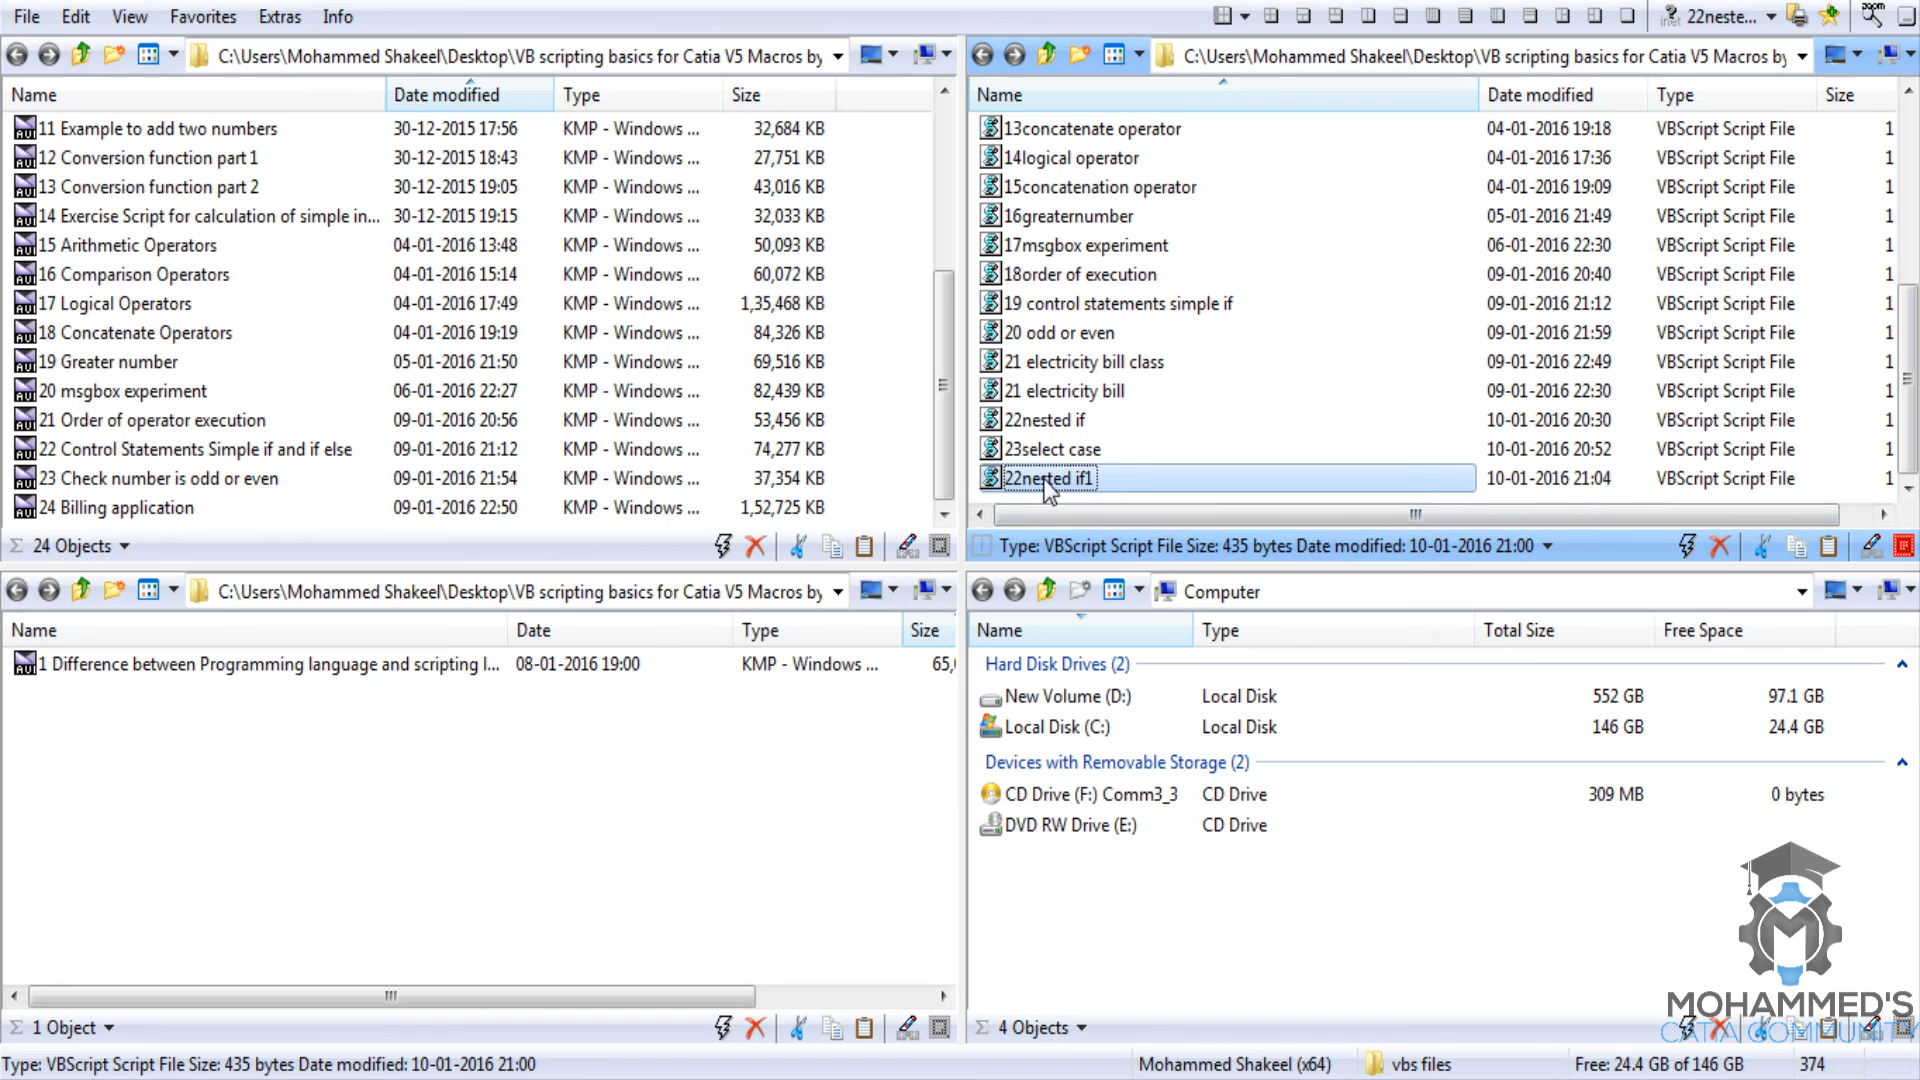 File Edit View Favorites Extras Info 22neste... zoom
C:\Users\Mohammed Shakeel\Desktop\VB scripting basics for Catia V5 Macros by
Name Date modified Type Size
11 Example to add two numbers 30-12-2015 17:56 KMP - Windows ... 32,684 KB
12 Conversion function part 1 30-12-2015 18:43 KMP - Windows ... 27,751 KB
13 Conversion function part 2 30-12-2015 19:05 KMP - Windows ... 43,016 KB
14 Exercise Script for calculation of simple in... 30-12-2015 19:15 KMP - Windows ... 32,033 KB
15 Arithmetic Operators 04-01-2016 13:48 KMP - Windows ... 50,093 KB
16 Comparison Operators 04-01-2016 15:14 KMP - Windows ... 60,072 KB
17 Logical Operators 04-01-2016 17:49 KMP - Windows ... 1,35,468 KB
18 Concatenate Operators 04-01-2016 19:19 KMP - Windows ... 84,326 KB
19 Greater number 05-01-2016 21:50 KMP - Windows ... 69,516 KB
20 msgbox experiment 06-01-2016 22:27 KMP - Windows ... 82,439 KB
21 Order of operator execution 09-01-2016 20:56 KMP - Windows ... 53,456 KB
22 Control Statements Simple if and if else 09-01-2016 21:12 KMP - Windows ... 74,277 KB
23 Check number is odd or even 09-01-2016 21:54 KMP - Windows ... 37,354 KB
24 Billing application 09-01-2016 22:50 KMP - Windows ... 1,52,725 KB
24 Objects
C:\Users\Mohammed Shakeel\Desktop\VB scripting basics for Catia V5 Macros by
Name Date modified Type Size
13concatenate operator 04-01-2016 19:18 VBScript Script File 1
14logical operator 04-01-2016 17:36 VBScript Script File 1
15concatenation operator 04-01-2016 19:09 VBScript Script File 1
16greaternumber 05-01-2016 21:49 VBScript Script File 1
17msgbox experiment 06-01-2016 22:30 VBScript Script File 1
18order of execution 09-01-2016 20:40 VBScript Script File 1
19 control statements simple if 09-01-2016 21:12 VBScript Script File 1
20 odd or even 09-01-2016 21:59 VBScript Script File 1
21 electricity bill class 09-01-2016 22:49 VBScript Script File 1
21 electricity bill 09-01-2016 22:30 VBScript Script File 1
22nested if 10-01-2016 20:30 VBScript Script File 1
23select case 10-01-2016 20:52 VBScript Script File 1
22nested if1 10-01-2016 21:04 VBScript Script File 1
Type: VBScript Script File Size: 435 bytes Date modified: 10-01-2016 21:00
C:\Users\Mohammed Shakeel\Desktop\VB scripting basics for Catia V5 Macros by
Name Date Type Size
1 Difference between Programming language and scripting l... 08-01-2016 19:00 KMP - Windows ... 65,
1 Object
Computer
Name Type Total Size Free Space
Hard Disk Drives (2)
New Volume (D:) Local Disk 552 GB 97.1 GB
Local Disk (C:) Local Disk 146 GB 24.4 GB
Devices with Removable Storage (2)
CD Drive (F:) Comm3_3 CD Drive 309 MB 0 bytes
DVD RW Drive (E:) CD Drive
4 Objects
MOHAMMED'S
CATIA COMMUNITY
Type: VBScript Script File Size: 435 bytes Date modified: 10-01-2016 21:00 Mohammed Shakeel (x64) vbs files Free: 24.4 GB of 146 GB 374